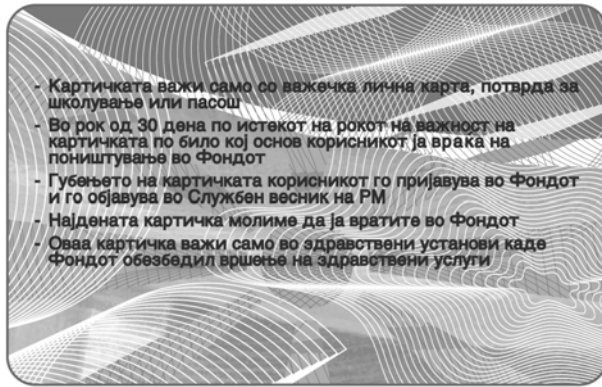 - Картичката важи само со важечка лична карта, потврда за
школување или пасош
- Во рок од 30 дена по истекот на рокот на важност на
картичката по било кој основ корисникот ја враќа на
поништување во Фондот
- Губењето на картичката корисникот го пријавува во Фондот
и го објавува во Службен весник на РМ
- Најдената картичка молиме да ја вратите во Фондот
- Оваа картичка важи само во здравствени установи каде
Фондот обезбедил вршење на здравствени услуги